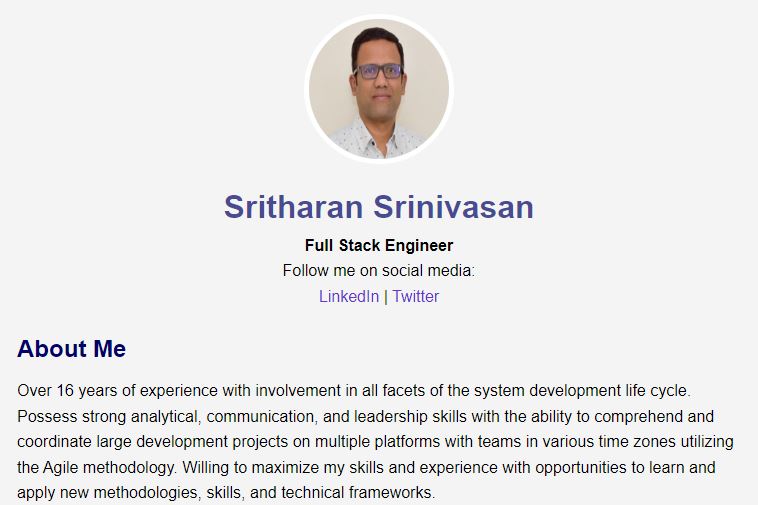 Sritharan Srinivasan
Full Stack Engineer
Follow me on social media:
LinkedIn | Twitter
About Me
Over 16 years of experience with involvement in all facets of the system development life cycle.
Possess strong analytical, communication, and leadership skills with the ability to comprehend and
coordinate large development projects on multiple platforms with teams in various time zones utilizing
the Agile methodology. Willing to maximize my skills and experience with opportunities to learn and
apply new methodologies, skills, and technical frameworks.